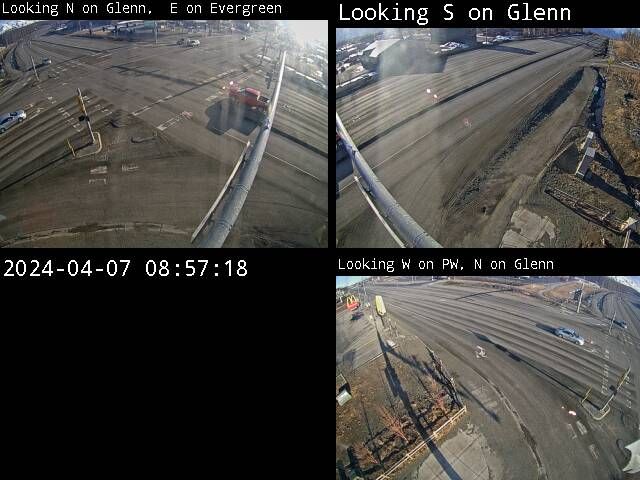 Looking N on Glenn,  E on Evergreen
Looking S on Glenn
2024-04-07 08:57:18
Looking W on PW, N on Glenn